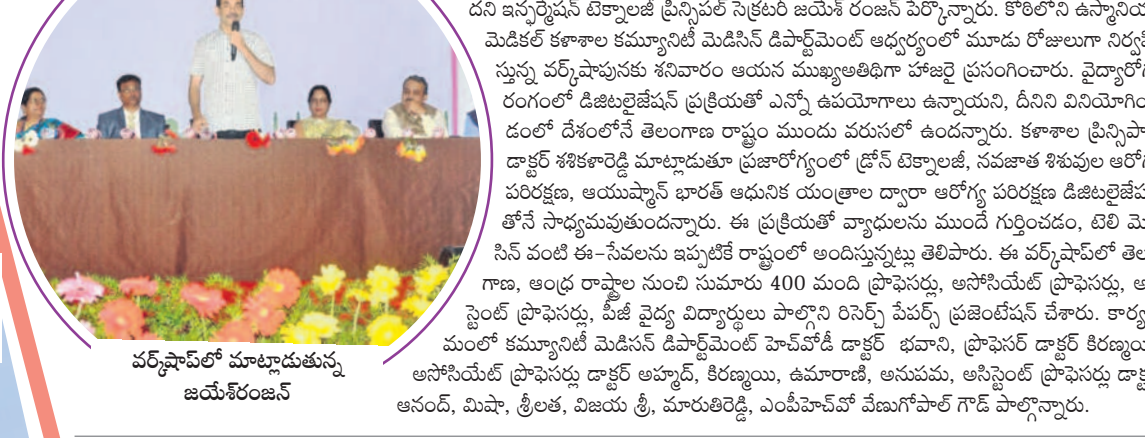 దని ఇన్ఫర్మేషన్ టెక్నాలజీ ప్రిన్సిపల్ సెక్రటరీ జయేశ్ రంజన్ పేర్కొన్నారు. కోఠిలోని ఉస్మానియ
మెడికల్ కళాశాల కమ్యూనిటీ మెడిసిన్ డిపార్ట్‌మెంట్ ఆధ్వర్యంలో మూడు రోజులుగా నిర్వహి
స్తున్న వర్క్‌షాపునకు శనివారం ఆయన ముఖ్యఅతిథిగా హాజరై ప్రసంగించారు. వైద్యారోగ్
రంగంలో డిజిటలైజేషన్ ప్రక్రియతో ఎన్నో ఉపయోగాలు ఉన్నాయని, దీనిని వినియోగిం
డంలో దేశంలోనే తెలంగాణ రాష్ట్రం ముందు వరుసలో ఉందన్నారు. కళాశాల ప్రిన్సిపా
డాక్టర్ శశికళారెడ్డి మాట్లాడుతూ ప్రజారోగ్యంలో డ్రోన్ టెక్నాలజీ, నవజాత శిశువుల ఆరోగ్
పరిరక్షణ, ఆయుష్మాన్ భారత్ ఆధునిక యంత్రాల ద్వారా ఆరోగ్య పరిరక్షణ డిజిటలైజేష
తోనే సాధ్యమవుతుందన్నారు. ఈ ప్రక్రియతో వ్యాధులను ముందే గుర్తించడం, టెలి మె
సిన్ వంటి ఈ-సేవలను ఇప్పటికే రాష్ట్రంలో అందిస్తున్నట్లు తెలిపారు. ఈ వర్క్‌షాప్‌లో తెల
గాణ, ఆంధ్ర రాష్ట్రాల నుంచి సుమారు 400 మంది ప్రొఫెసర్లు, అసోసియేట్ ప్రొఫెసర్లు, అ
స్టెంట్ ప్రొఫెసర్లు, పీజీ వైద్య విద్యార్థులు పాల్గొని రిసెర్చ్ పేపర్స్ ప్రజెంటేషన్ చేశారు. కార్య
మంలో కమ్యూనిటీ మెడిసన్ డిపార్ట్‌మెంట్ హెచ్‌వోడీ డాక్టర్ భవాని, ప్రొఫెసర్ డాక్టర్ కిరణ్మయి
అసోసియేట్ ప్రొఫెసర్లు డాక్టర్ అహ్మద్, కిరణ్మయి, ఉమారాణి, అనుపమ, అసిస్టెంట్ ప్రొఫెసర్లు డాక్ట
ఆనంద్, మిషా, శ్రీలత, విజయ శ్రీ, మారుతిరెడ్డి, ఎంపీహెచ్‌వో వేణుగోపాల్ గౌడ్ పాల్గొన్నారు.
వర్క్‌షాప్‌లో మాట్లాడుతున్న
జయేశ్‌రంజన్